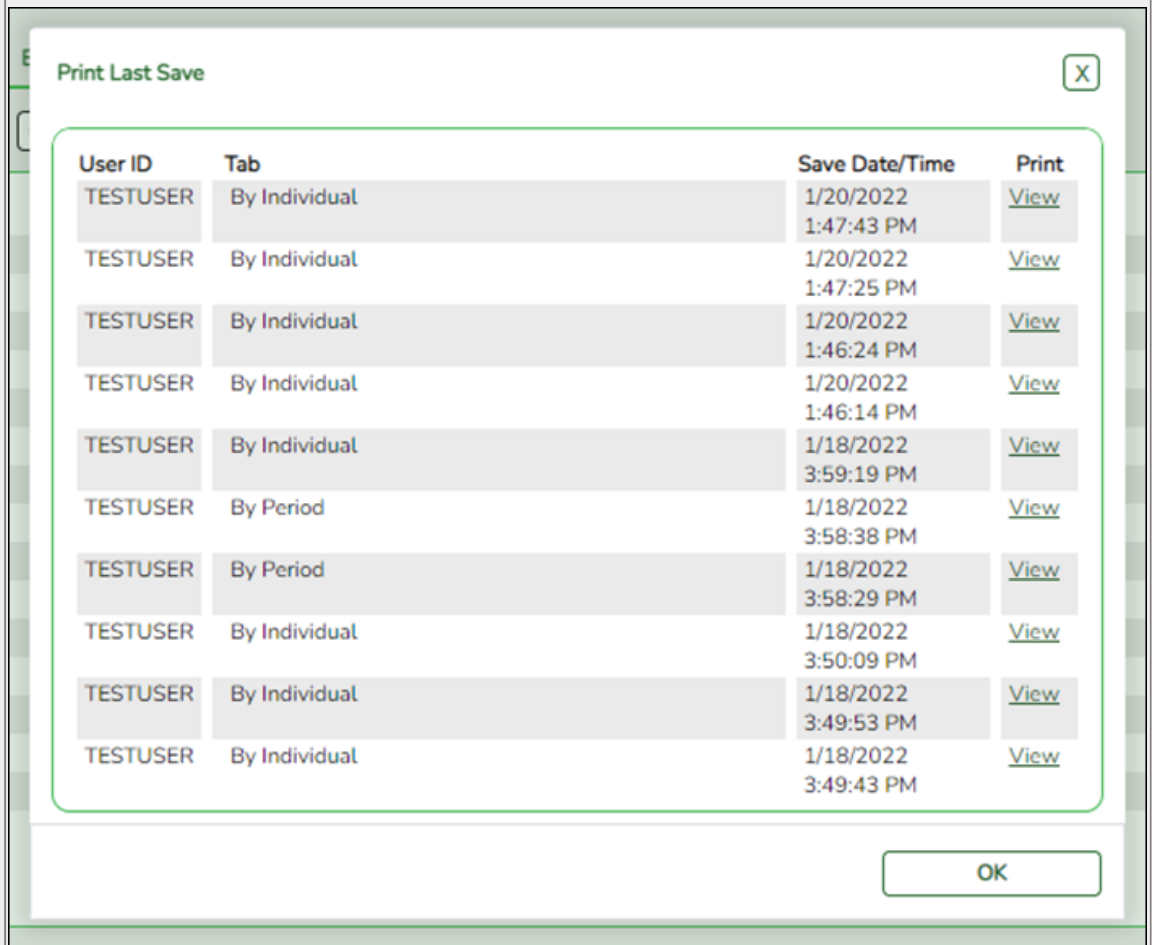 E
Print Last Save
X
User ID Tab Save Date/Time Print
TESTUSER By Individual 1/20/2022 View
1:47:43 PM
TESTUSER By Individual 1/20/2022 View
1:47:25 PM
TESTUSER By Individual 1/20/2022 View
1:46:24 PM
TESTUSER By Individual 1/20/2022 View
1:46:14 PM
TESTUSER By Individual 1/18/2022 View
3:59:19 PM
TESTUSER By Period 1/18/2022 View
3:58:38 PM
TESTUSER By Period 1/18/2022 View
3:58:29 PM
TESTUSER By Individual 1/18/2022 View
3:50:09 PM
TESTUSER By Individual 1/18/2022 View
3:49:53 PM
TESTUSER By Individual 1/18/2022 View
3:49:43 PM
OK